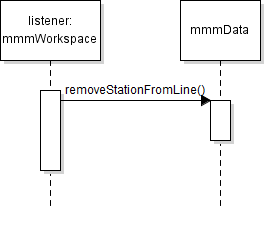 listener:
mmmWorkspace
mmmData
removeStationFromLine()